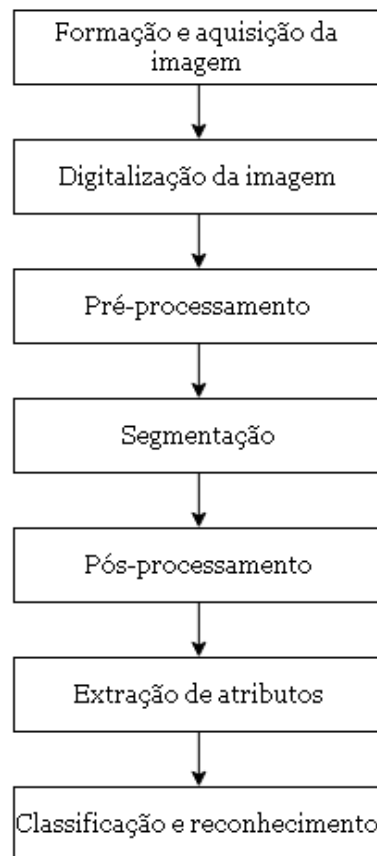 Formação e aquisição da
imagem
Digitalização da imagem
Pré-processamento
Segmentação
Pós-processamento
Extração de atributos
Classificação e reconhecimento